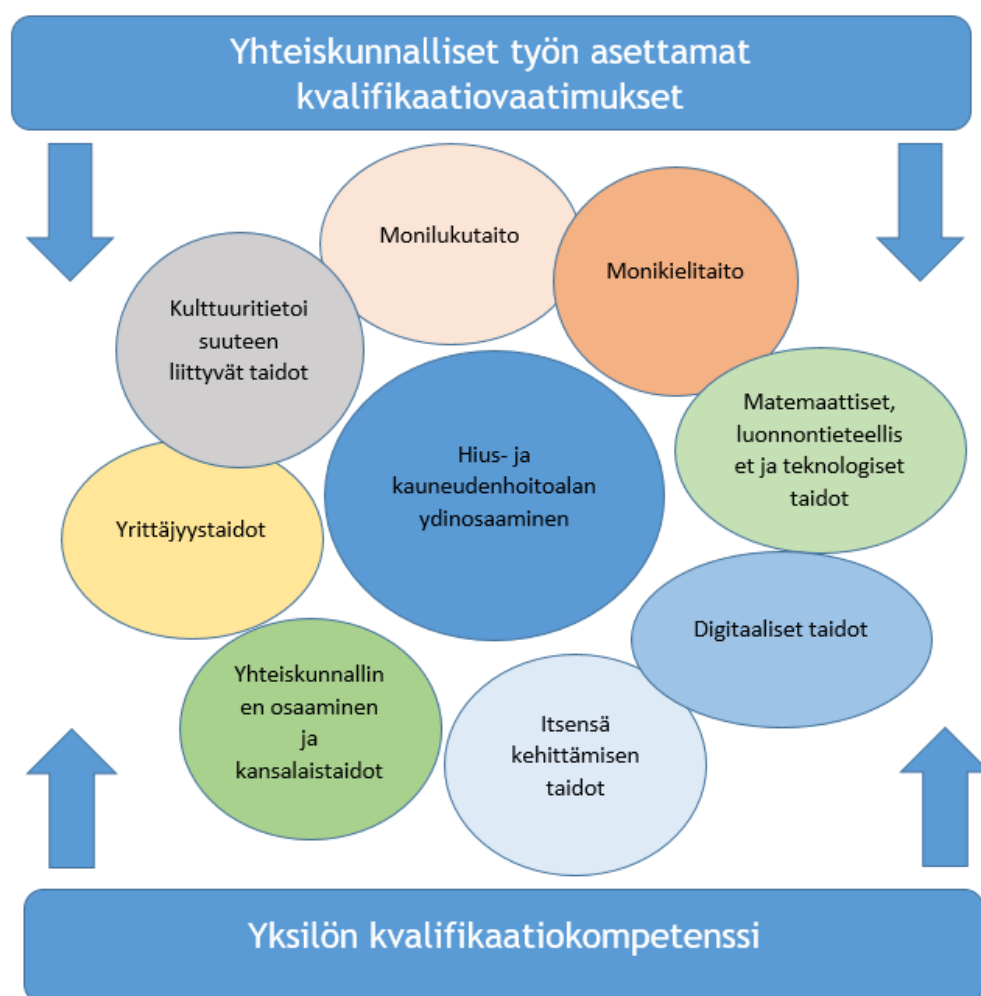 Yhteiskunnalliset työn asettamat
kvalifikaatiovaatimukset
Monilukutaito
Monikielitaito
Kulttuuritietoi
suuteen
liittyvät taidot
Matemaattiset,
luonnontieteellis
et ja teknologiset
taidot
Hius- ja
kauneudenhoitoalan
ydinosaaminen
Yrittäjyystaidot
Digitaaliset taidot
Yhteiskunnallin
en osaaminen
ja
kansalaistaidot
Itsensä
kehittämisen
taidot
Yksilön kvalifikaatiokompetenssi